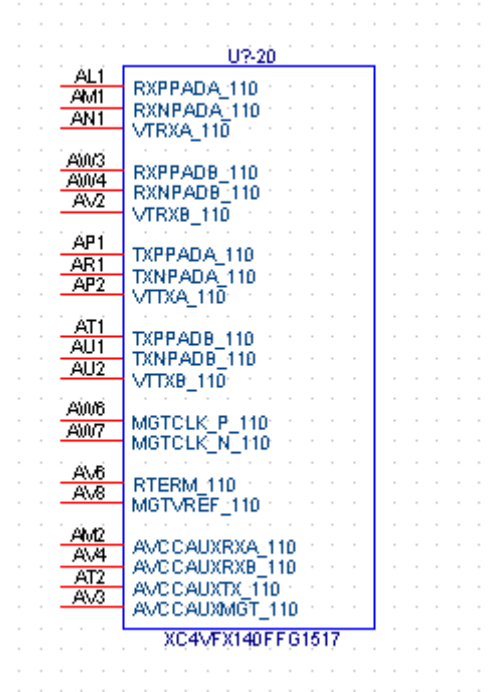 U?-20
AL1 RXPPADA_110
AM1 RXNPADA_110
AN1 VTRXA_110
AW3 RXPPADB_110
AW4 RXNPADB_110
AV2 VTRXB_110
AP1 TXPPADA_110
AR1 TXNPADA_110
AP2 VTTXA_110
AT1 TXPPADB_110
AU1 TXNPADB_110
AU2 VTTXB_110
AW6 MGTCLK_P_110
AW7 MGTCLK_N_110
AV6 RTERM_110
AV8 MGTVREF_110
AM2 AVCCAUXRXA_110
AV4 AVCCAUXRXB_110
AT2 AVCCAUXTX_110
AV3 AVCCAUXMGT_110
XC4VFX140FFG1517